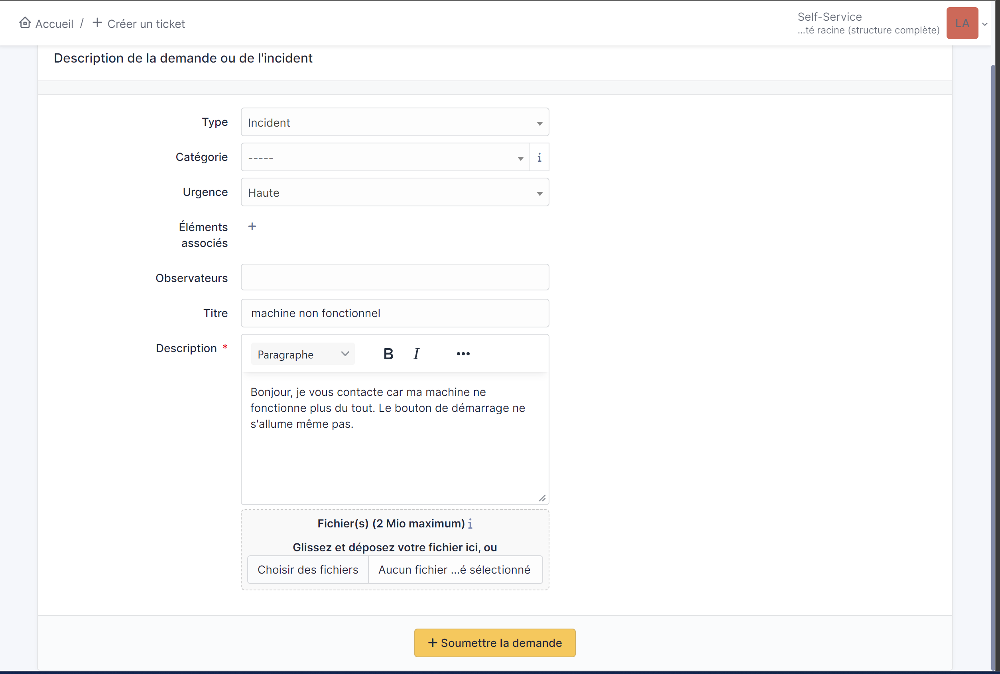 Accueil / + Créer un ticket
Self-Service
...té racine (structure complète)
LA
Description de la demande ou de l'incident
Type
Incident
Catégorie
-----
i
Urgence
Haute
Éléments
associés
+
Observateurs
Titre
machine non fonctionnel
Description *
Paragraphe
B I •••
Bonjour, je vous contacte car ma machine ne
fonctionne plus du tout. Le bouton de démarrage ne
s'allume même pas.
Fichier(s) (2 Mio maximum) i
Glissez et déposez votre fichier ici, ou
Choisir des fichiers
Aucun fichier ...é sélectionné
+ Soumettre la demande